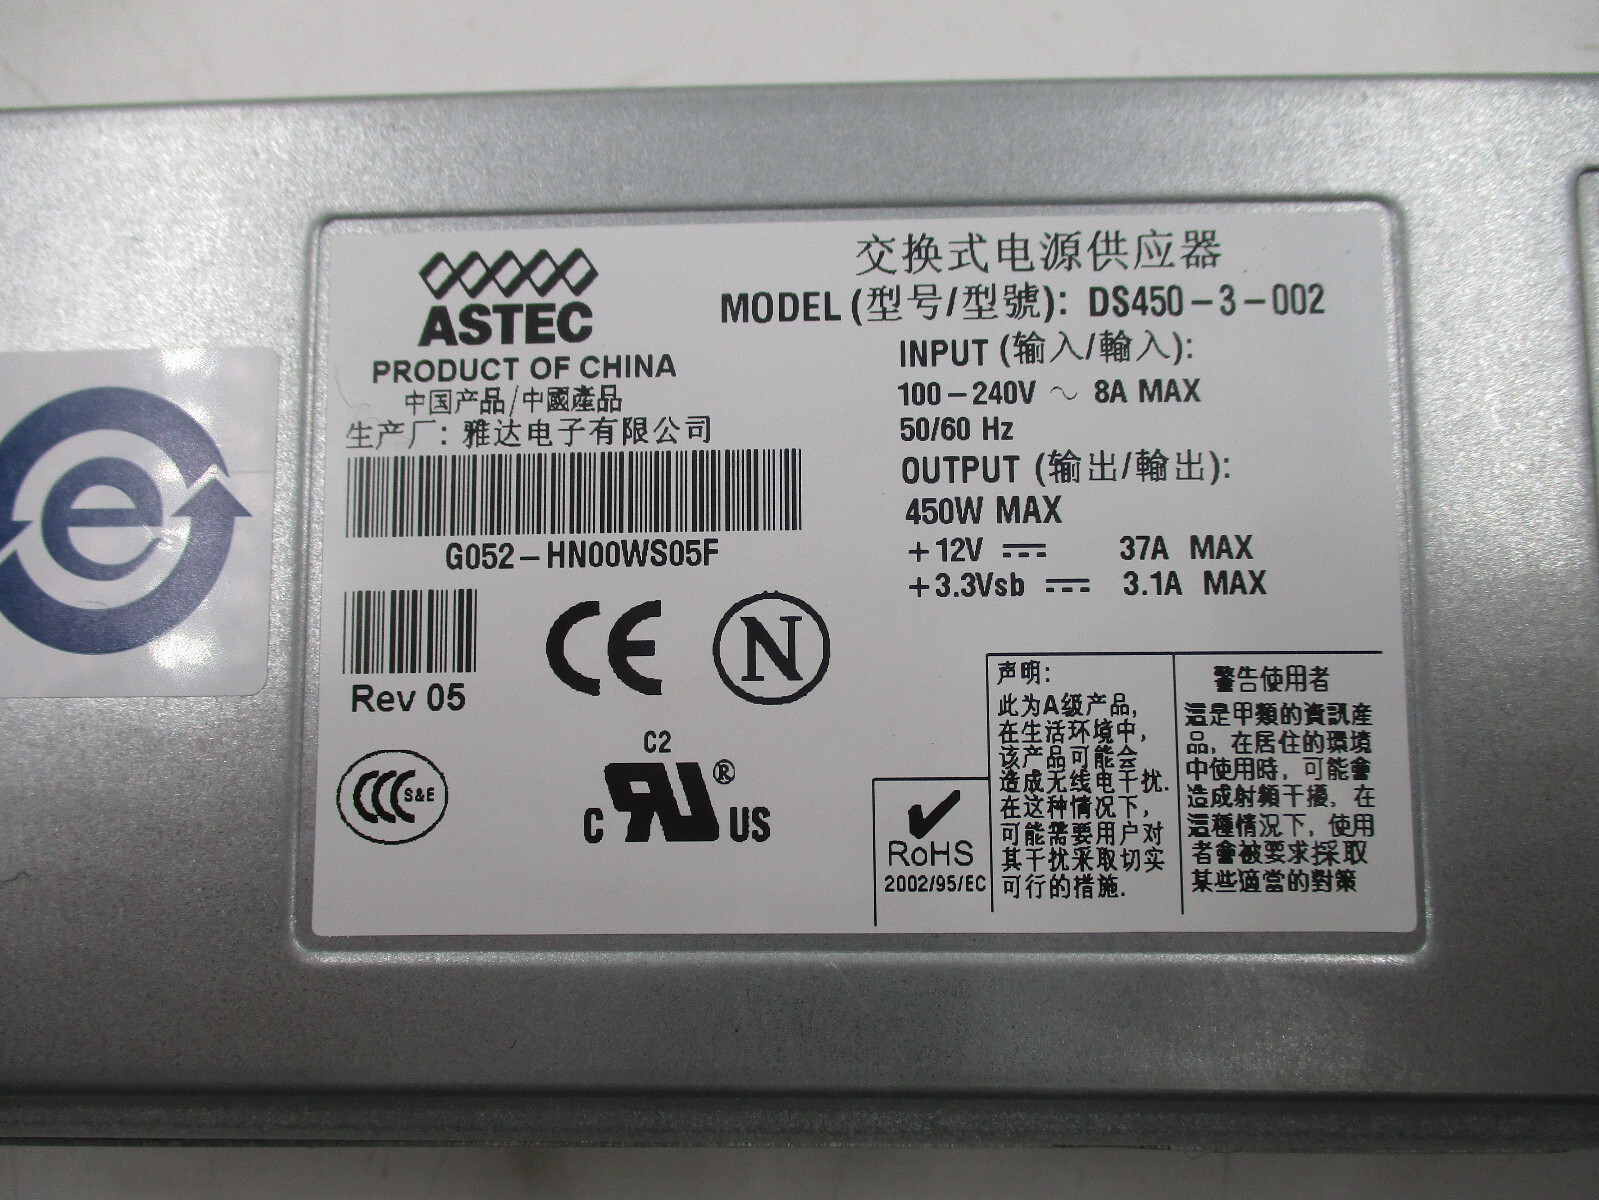 e
ASTEC
PRODUCT OF CHINA
中国产品/中國產品
生产厂: 雅达电子有限公司
G052-HN00WS05F
Rev 05
CE
N
S&E
C2
C US ®
交换式电源供应器
MODEL (型号/型號): DS450-3-002
INPUT (输入/輸入):
100-240V ~ 8A MAX
50/60 Hz
OUTPUT (输出/輸出):
450W MAX
+12V ⎓ 37A MAX
+3.3Vsb ⎓ 3.1A MAX
RoHS
2002/95/EC
声明:
此为A级产品,
在生活环境中,
该产品可能会
造成无线电干扰.
在这种情况下,
可能需要用户对
其干扰采取切实
可行的措施.
警告使用者
這是甲類的資訊產
品, 在居住的環境
中使用時, 可能會
造成射頻干擾, 在
這種情況下, 使用
者會被要求採取
某些適當的對策